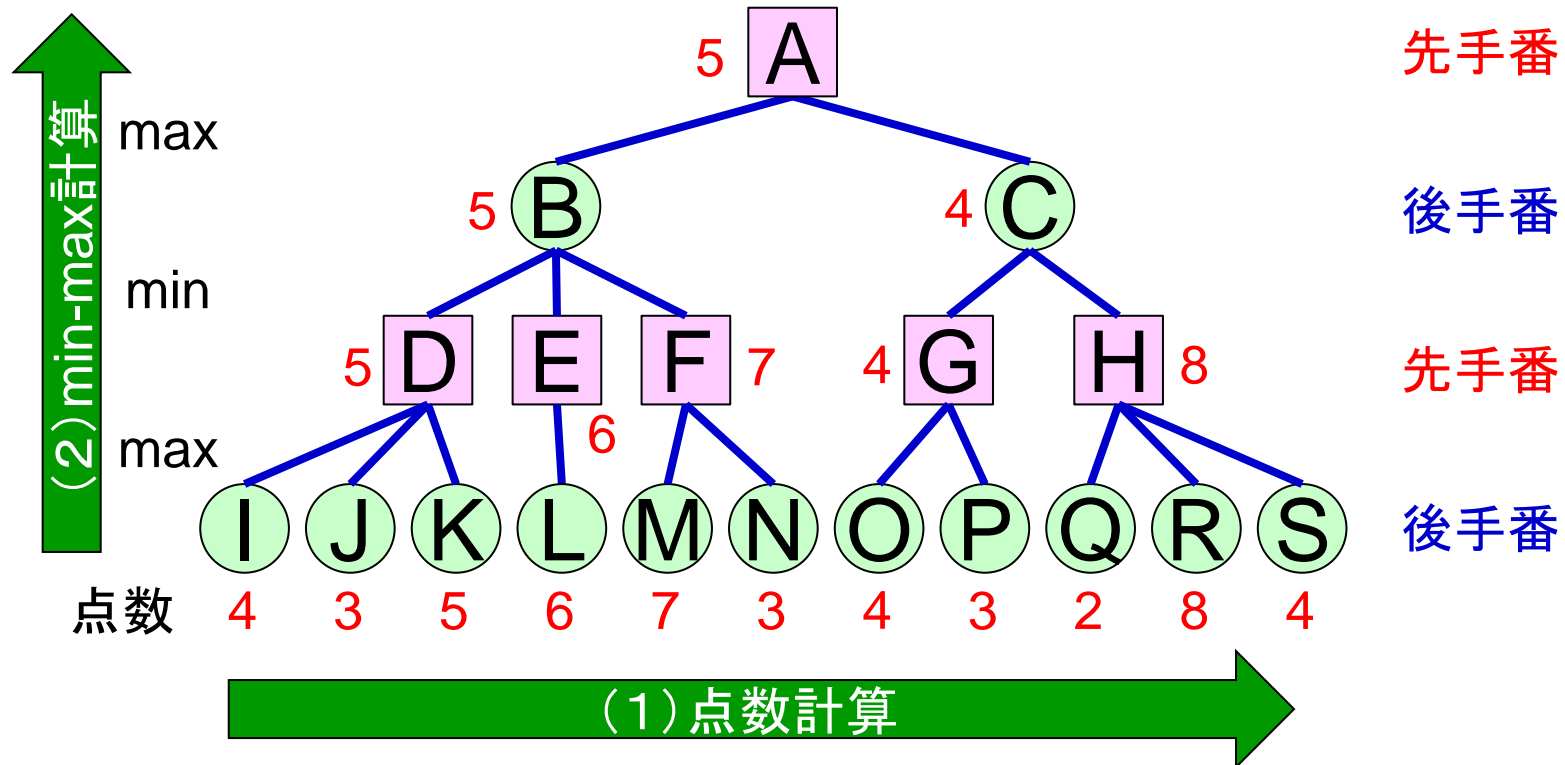 5 A 先手番
max
5 B 4 C 後手番
min
5 D E F 7 4 G H 8 先手番
6
max
I J K L M N O P Q R S 後手番
点数 4 3 5 6 7 3 4 3 2 8 4
(1)点数計算
(2)min-max計算